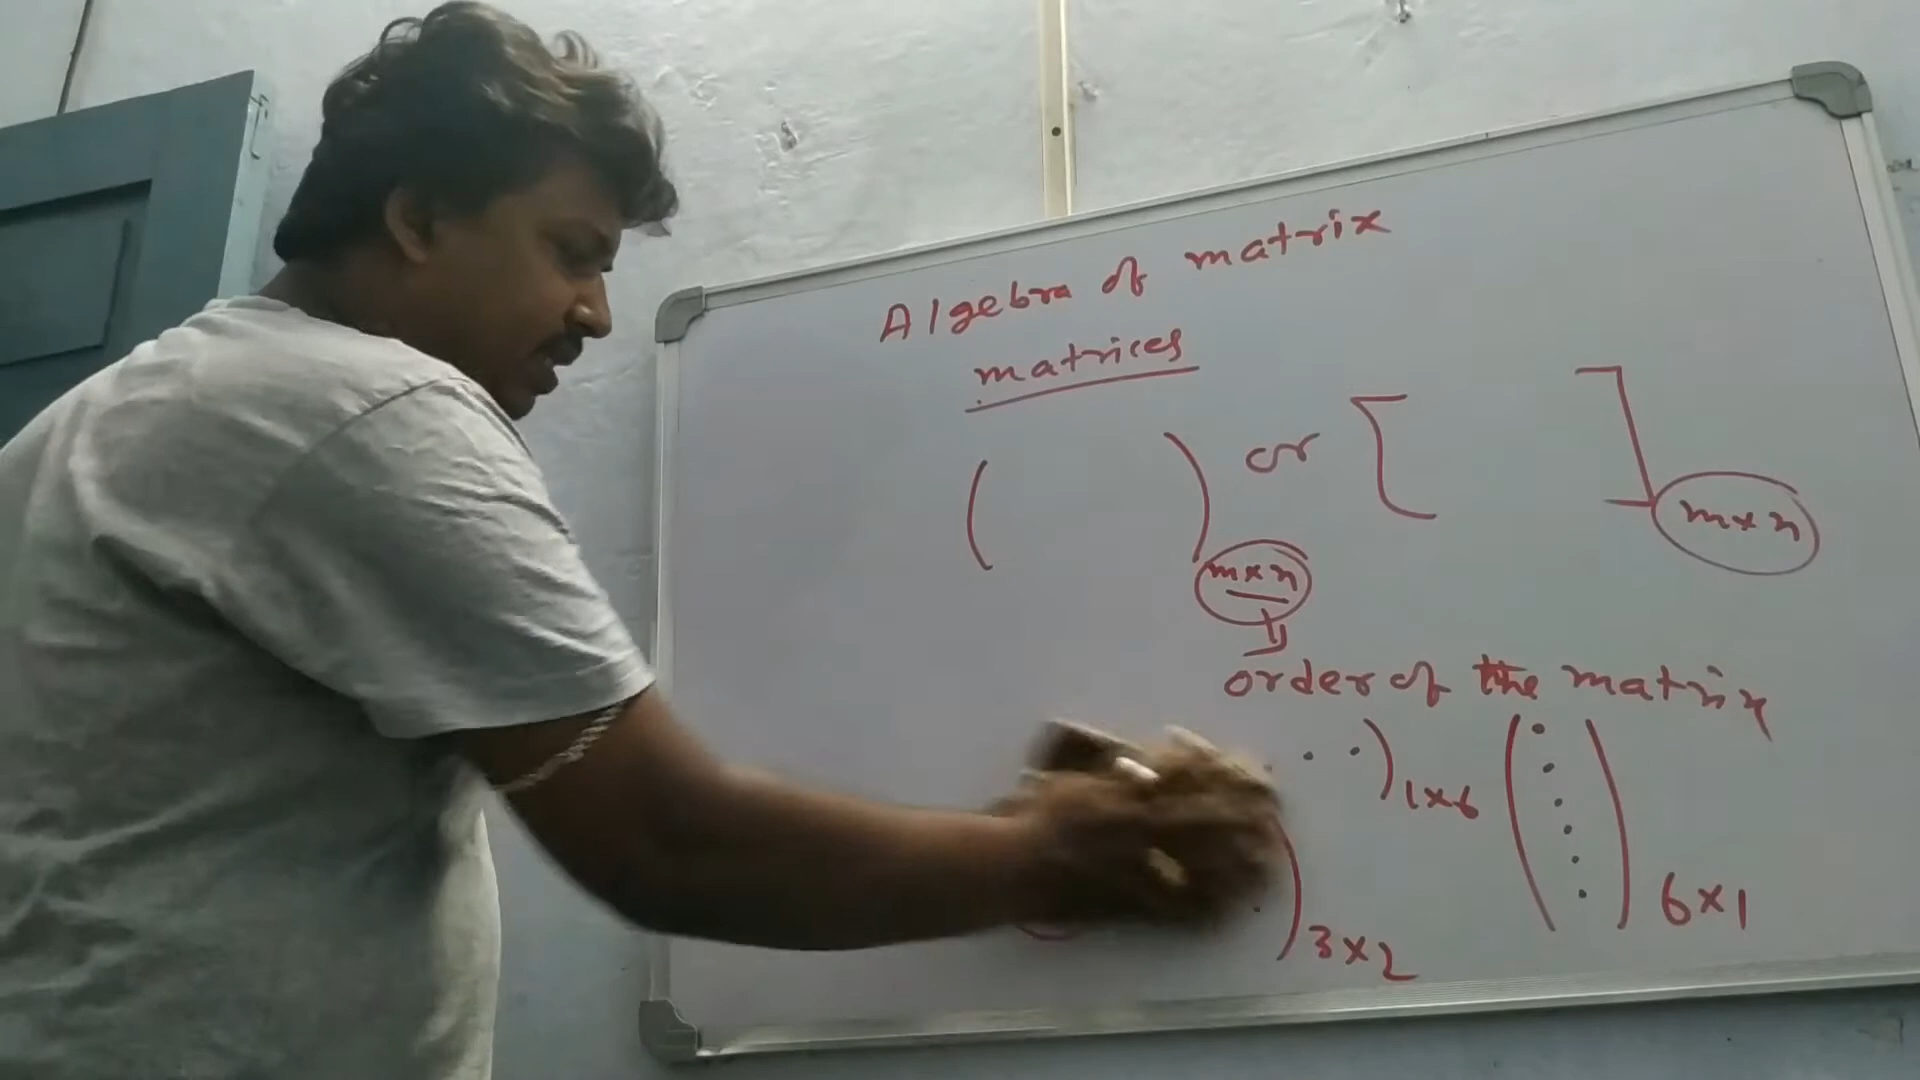 Algebra of matrix
matrices
( ) or [ ]
m×n
m×n
order of the matrix
. . ) 1×6 ( . . . . . . ) 6×1
. ) 3×2